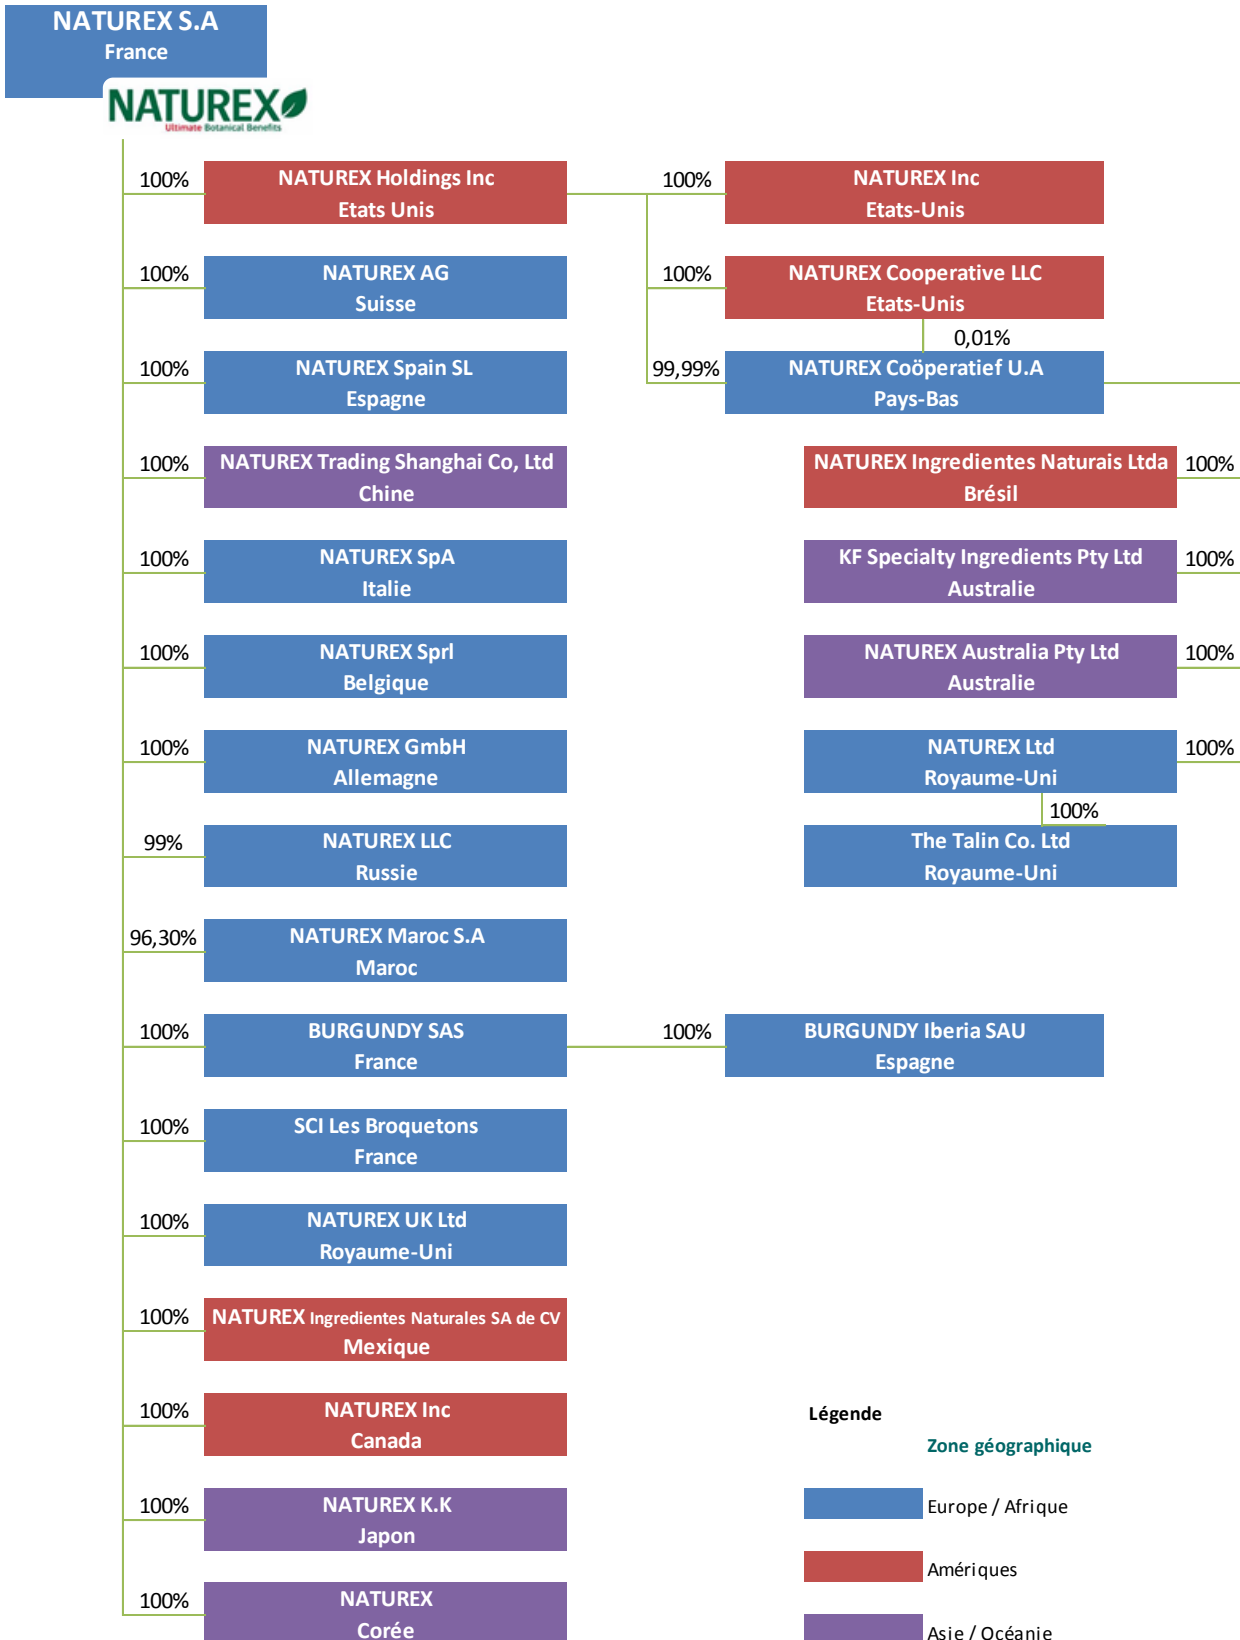 NATUREX S.A
France
NATUREX
Ultimate Botanical Benefits
100%
NATUREX Holdings Inc
Etats Unis
100%
NATUREX Inc
Etats-Unis
100%
NATUREX AG
Suisse
100%
NATUREX Cooperative LLC
Etats-Unis
0,01%
100%
NATUREX Spain SL
Espagne
99,99%
NATUREX Coöperatief U.A
Pays-Bas
100%
NATUREX Trading Shanghai Co, Ltd
Chine
NATUREX Ingredientes Naturais Ltda
Brésil
100%
100%
NATUREX SpA
Italie
KF Specialty Ingredients Pty Ltd
Australie
100%
100%
NATUREX Sprl
Belgique
NATUREX Australia Pty Ltd
Australie
100%
100%
NATUREX GmbH
Allemagne
NATUREX Ltd
Royaume-Uni
100%
100%
99%
NATUREX LLC
Russie
The Talin Co. Ltd
Royaume-Uni
96,30%
NATUREX Maroc S.A
Maroc
100%
BURGUNDY SAS
France
100%
BURGUNDY Iberia SAU
Espagne
100%
SCI Les Broquetons
France
100%
NATUREX UK Ltd
Royaume-Uni
100%
NATUREX Ingredientes Naturales SA de CV
Mexique
100%
NATUREX Inc
Canada
100%
NATUREX K.K
Japon
100%
NATUREX
Corée
Légende
Zone géographique
Europe / Afrique
Amériques
Asie / Océanie